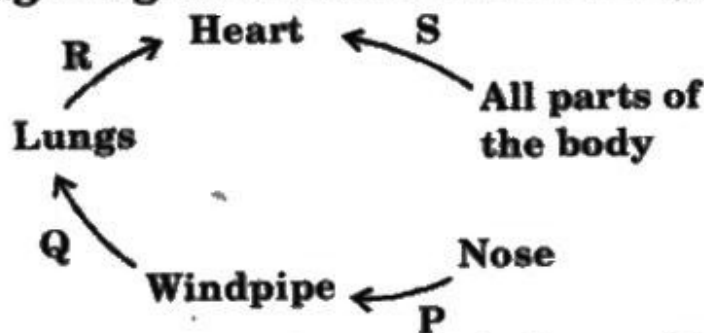 Heart
S
R
All parts of
the body
Lungs
Q
Nose
Windpipe
P